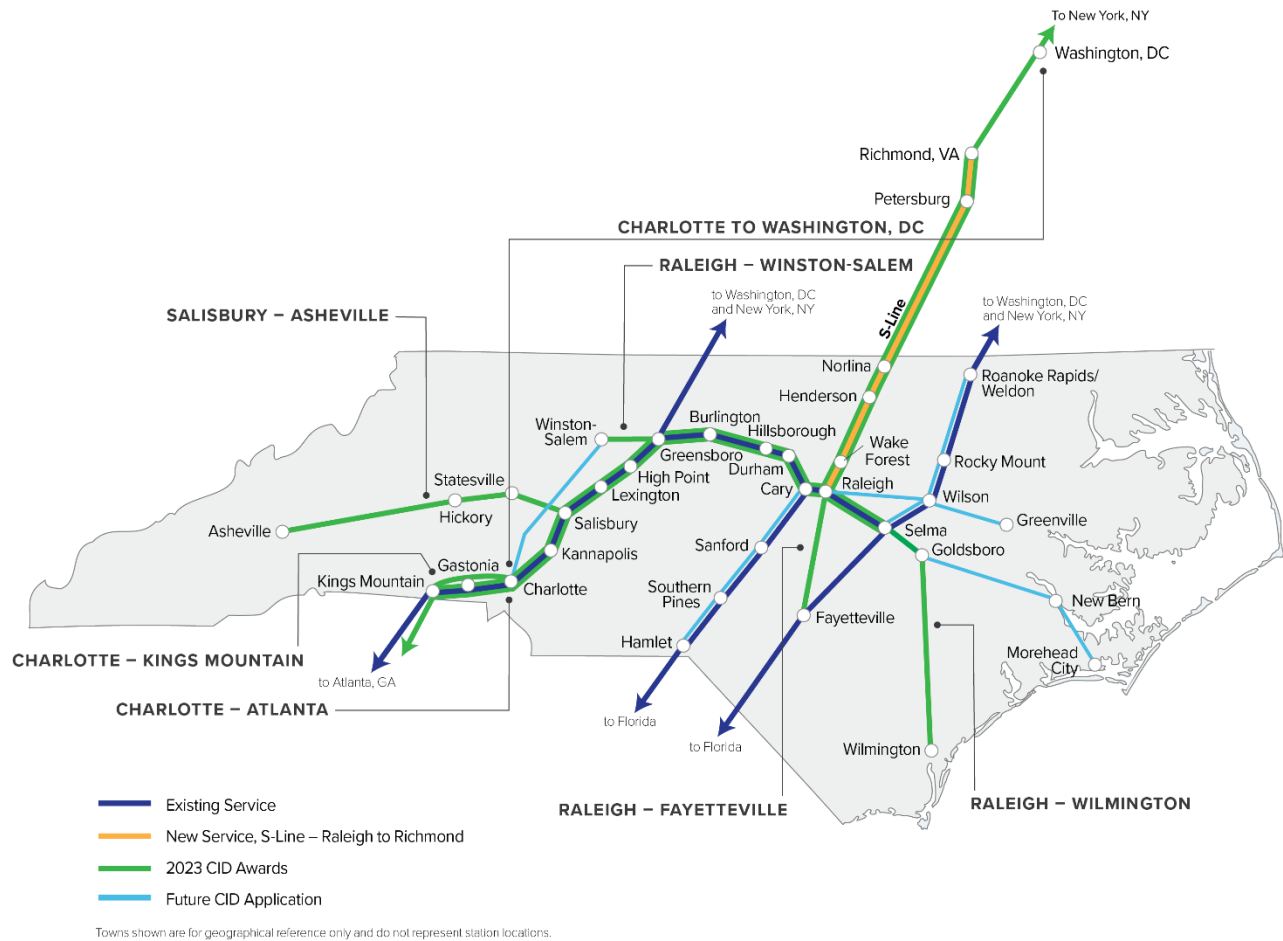 To New York, NY
Washington, DC
Richmond, VA
Petersburg
CHARLOTTE TO WASHINGTON, DC
RALEIGH – WINSTON-SALEM
to Washington, DC
and New York, NY
to Washington, DC
and New York, NY
SALISBURY – ASHEVILLE
S-Line
Norlina
Roanoke Rapids/
Weldon
Henderson
Winston-
Salem
Burlington
Hillsborough
Greensboro
Wake
Forest
Durham
Rocky Mount
High Point
Statesville
Lexington
Cary
Raleigh
Wilson
Hickory
Salisbury
Greenville
Asheville
Selma
Sanford
Goldsboro
Kannapolis
Gastonia
Kings Mountain
Charlotte
Southern
Pines
New Bern
Fayetteville
Hamlet
Morehead
City
CHARLOTTE – KINGS MOUNTAIN
to Atlanta, GA
CHARLOTTE – ATLANTA
to Florida
to Florida
Wilmington
RALEIGH – FAYETTEVILLE
RALEIGH – WILMINGTON
Existing Service
New Service, S-Line – Raleigh to Richmond
2023 CID Awards
Future CID Application
Towns shown are for geographical reference only and do not represent station locations.